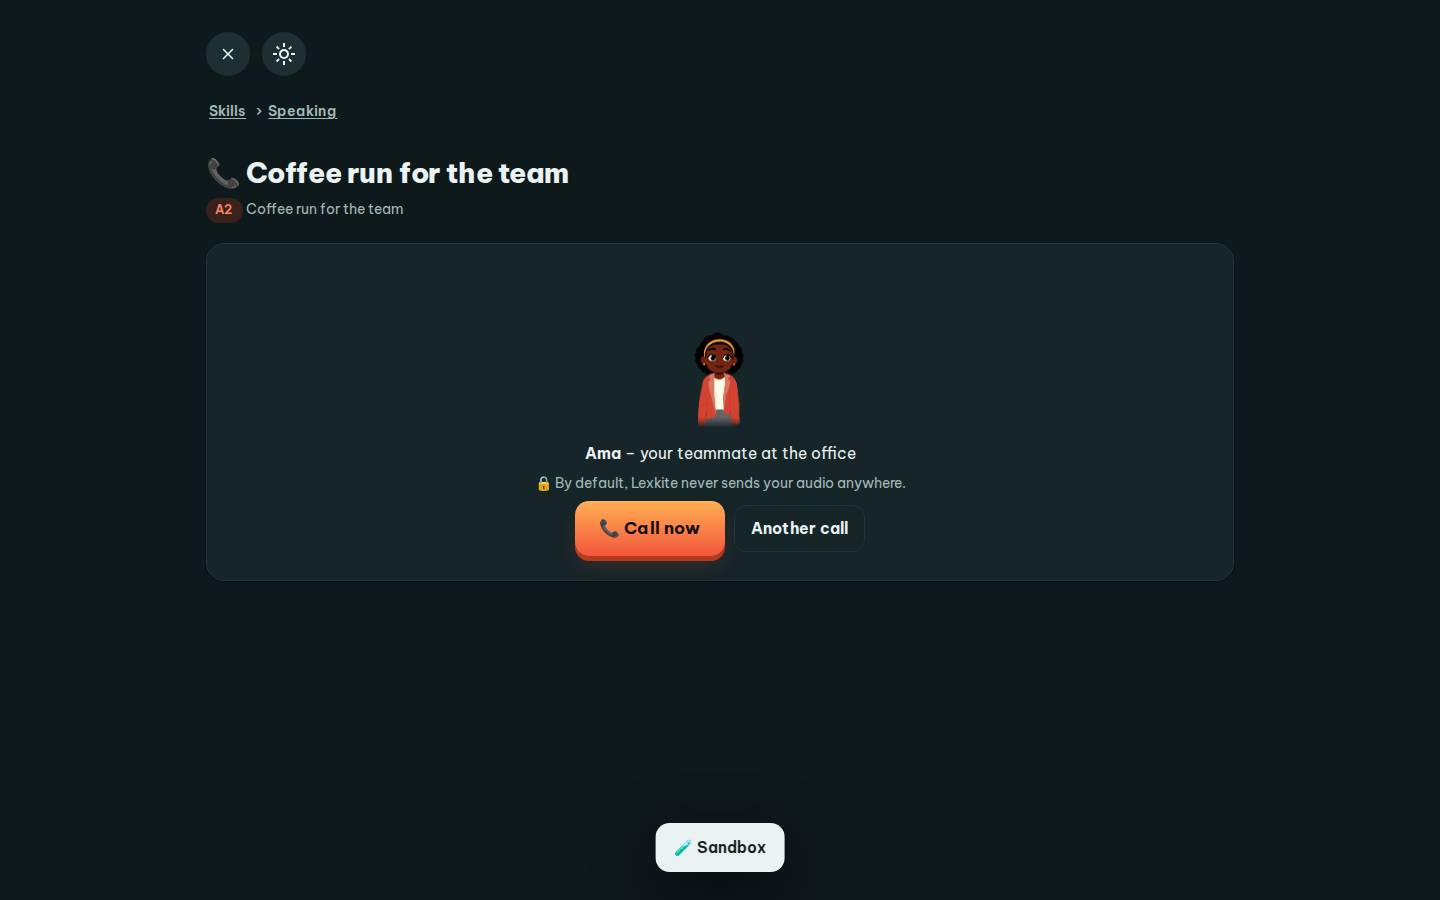 Skills › Speaking
📞 Coffee run for the team
A2 Coffee run for the team
Ama – your teammate at the office
🔒 By default, Lexkite never sends your audio anywhere.
📞 Call now
Another call
🧪 Sandbox